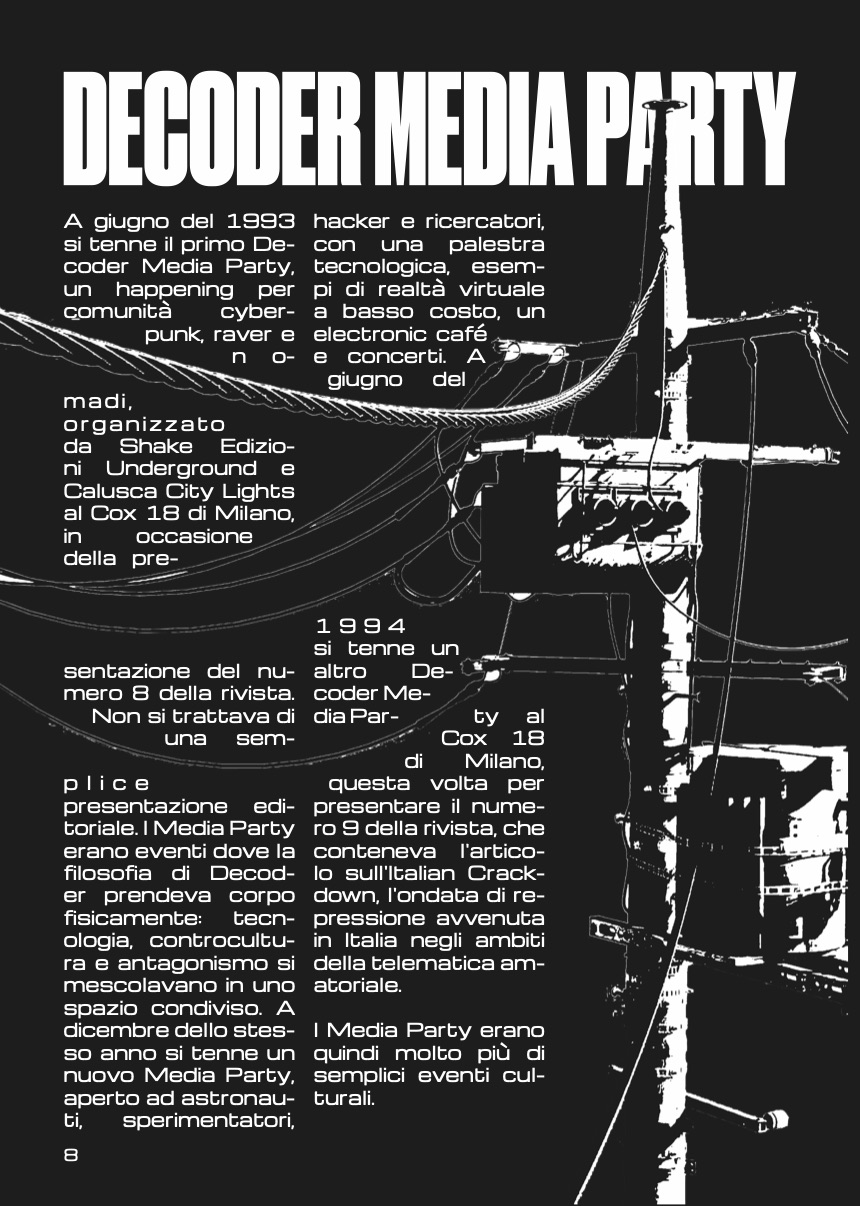 DECODER MEDIA PARTY
A giugno del 1993
si tenne il primo De-
coder Media Party,
un happening per
comunità cyber-
punk, raver e
n o-
madi,
organizzato
da Shake Edizio-
ni Underground e
Calusca City Lights
al Cox 18 di Milano,
in occasione
della pre-
sentazione del nu-
mero 8 della rivista.
Non si trattava di
una sem-
plice
presentazione edi-
toriale. I Media Party
erano eventi dove la
filosofia di Decod-
er prendeva corpo
fisicamente: tecn-
ologia, controcultu-
ra e antagonismo si
mescolavano in uno
spazio condiviso. A
dicembre dello stes-
so anno si tenne un
nuovo Media Party,
aperto ad astronau-
ti, sperimentatori,
hacker e ricercatori,
con una palestra
tecnologica, esem-
pi di realtà virtuale
a basso costo, un
electronic café
e concerti. A
giugno del
1994
si tenne un
altro De-
coder Me-
dia Par- ty al
Cox 18
di Milano,
questa volta per
presentare il nume-
ro 9 della rivista, che
conteneva l'artico-
lo sull'Italian Crack-
down, l'ondata di re-
pressione avvenuta
in Italia negli ambiti
della telematica am-
atoriale.
I Media Party erano
quindi molto più di
semplici eventi cul-
turali.
8